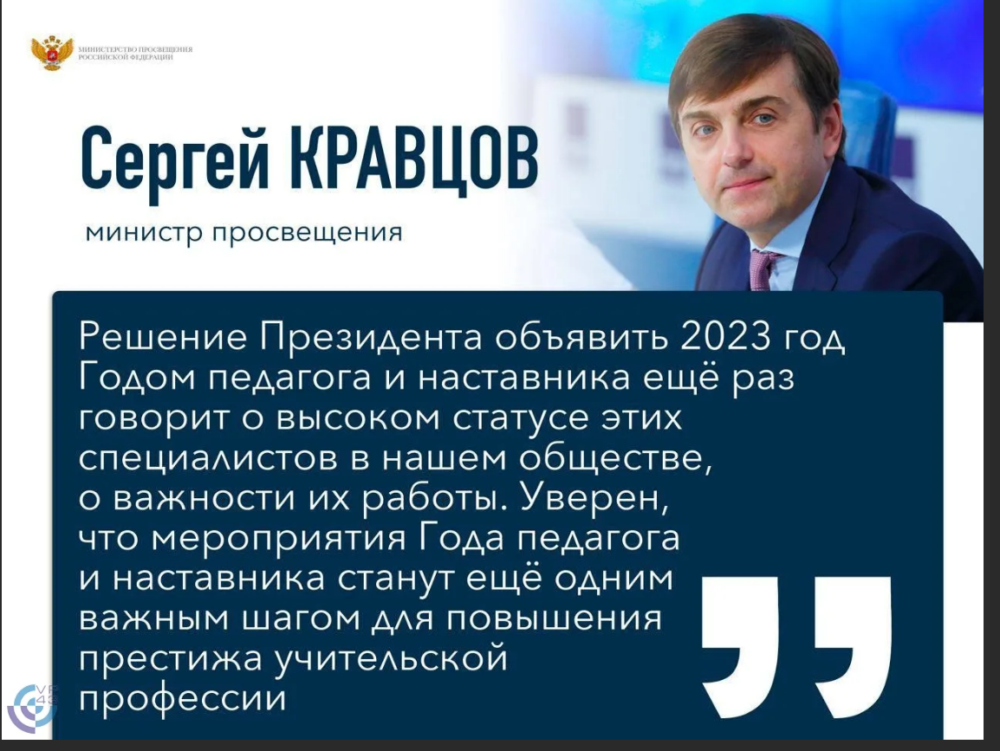 МИНИСТЕРСТВО ПРОСВЕЩЕНИЯ
РОССИЙСКОЙ ФЕДЕРАЦИИ
Сергей КРАВЦОВ
министр просвещения
Решение Президента объявить 2023 год
Годом педагога и наставника ещё раз
говорит о высоком статусе этих
специалистов в нашем обществе,
о важности их работы. Уверен,
что мероприятия Года педагога
и наставника станут ещё одним
важным шагом для повышения
престижа учительской
профессии
”